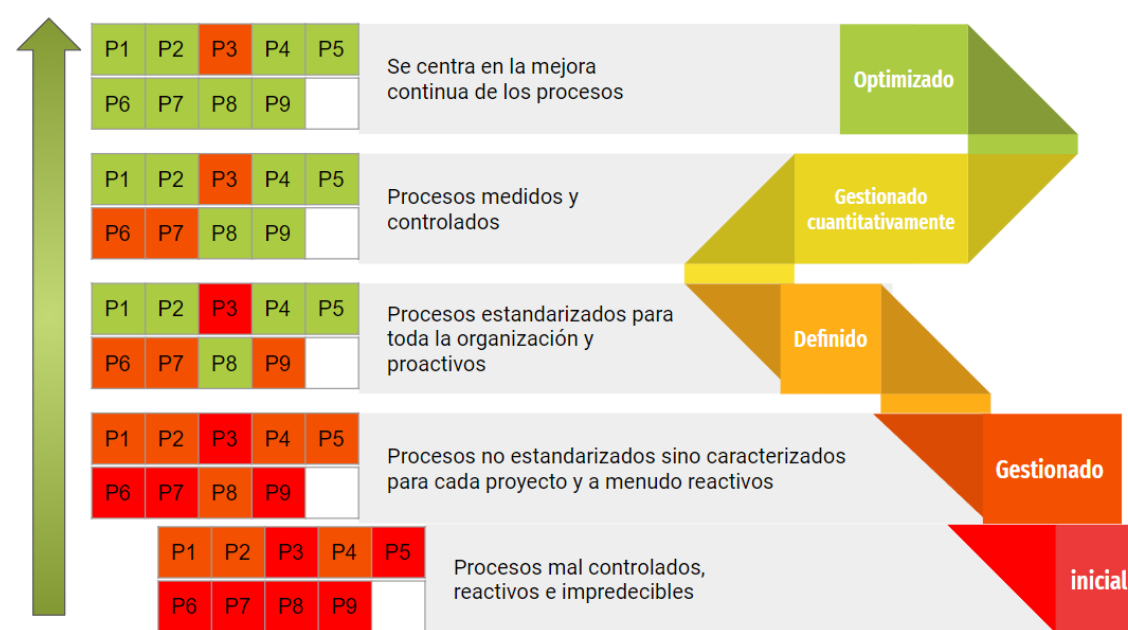 P1 P2 P3 P4 P5
P6 P7 P8 P9
Se centra en la mejora
continua de los procesos
Optimizado
P1 P2 P3 P4 P5
P6 P7 P8 P9
Procesos medidos y
controlados
Gestionado
cuantitativamente
P1 P2 P3 P4 P5
P6 P7 P8 P9
Procesos estandarizados para
toda la organización y
proactivos
Definido
P1 P2 P3 P4 P5
P6 P7 P8 P9
Procesos no estandarizados sino caracterizados
para cada proyecto y a menudo reactivos
Gestionado
P1 P2 P3 P4 P5
P6 P7 P8 P9
Procesos mal controlados,
reactivos e impredecibles
inicial